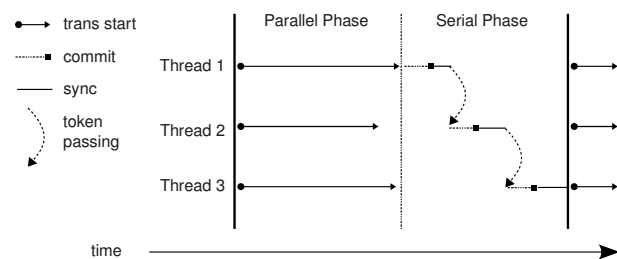 trans start
commit
sync
token
passing
Parallel Phase
Serial Phase
Thread 1
Thread 2
Thread 3
time